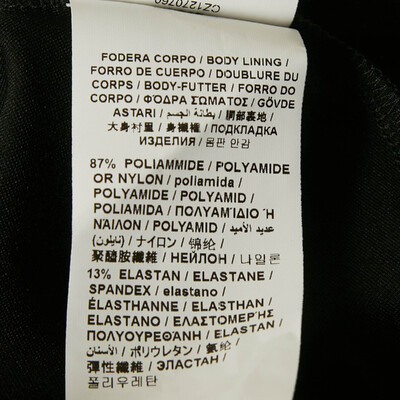 CZ1270760
FODERA CORPO / BODY LINING /
FORRO DE CUERPO / DOUBLURE DU
CORPS / BODY-FUTTER / FORRO DO
CORPO / ΦΟΔΡΑ ΣΩΜΑΤΟΣ / GÖVDE
ASTARI / بطانة الجسم / 胴部裏地 /
大身衬里 / 身襯裡 / ПОДКЛАДКА
ИЗДЕЛИЯ / 몸판 안감
87% POLIAMMIDE / POLYAMIDE
OR NYLON / poliamida /
POLYAMIDE / POLYAMID /
POLIAMIDA / ΠΟΛΥΑΜΊΔΙΟ Ή
ΝΆΙΛΟΝ / POLYAMID / عديد الأميد
(نايلون) / ナイロン / 锦纶 /
聚醯胺纖維 / НЕЙЛОН / 나일론
13% ELASTAN / ELASTANE /
SPANDEX / elastano /
ÉLASTHANNE / ELASTHAN /
ELASTANO / ΕΛΑΣΤΟΜΕΡΉΣ
ΠΟΛΥΟΥΡΕΘΆΝΗ / ELASTAN /
الأستان / ポリウレタン / 氨纶 /
彈性纖維 / ЭЛАСТАН /
폴리우레탄